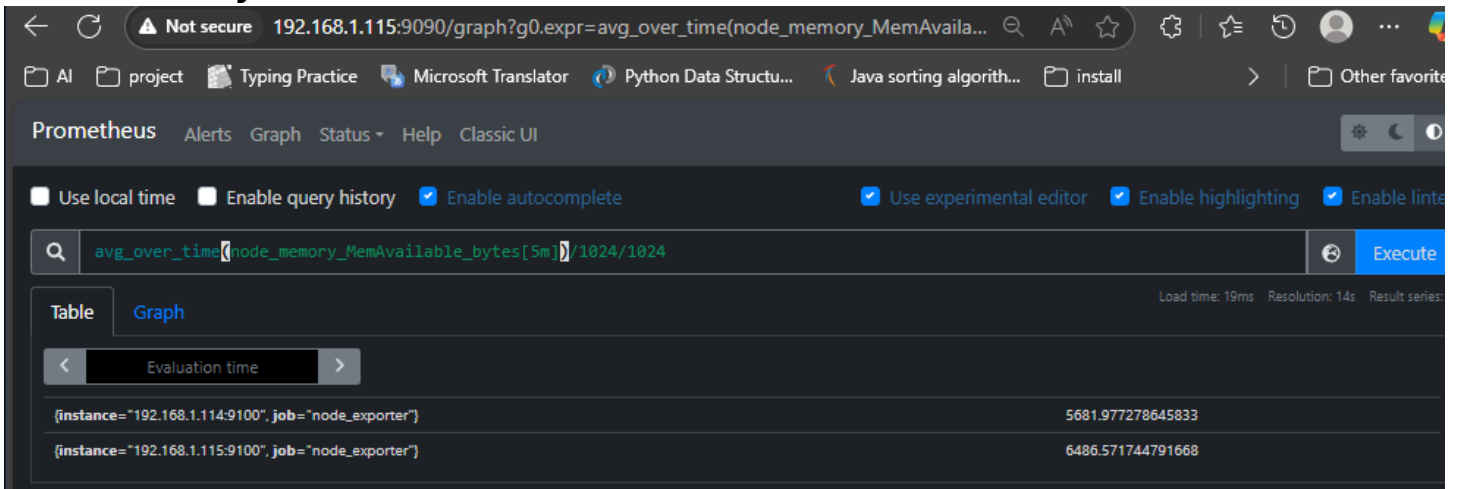 Not secure 192.168.1.115:9090/graph?g0.expr=avg_over_time(node_memory_MemAvaila...
AI project Typing Practice Microsoft Translator Python Data Structu... Java sorting algorith... install Other favorite
Prometheus Alerts Graph Status Help Classic UI
Use local time Enable query history Enable autocomplete Use experimental editor Enable highlighting Enable linte
avg_over_time(node_memory_MemAvailable_bytes[5m])/1024/1024 Execute
Load time: 19ms Resolution: 14s Result series:
Table Graph
Evaluation time
{instance="192.168.1.114:9100", job="node_exporter"} 5681.977278645833
{instance="192.168.1.115:9100", job="node_exporter"} 6486.571744791668